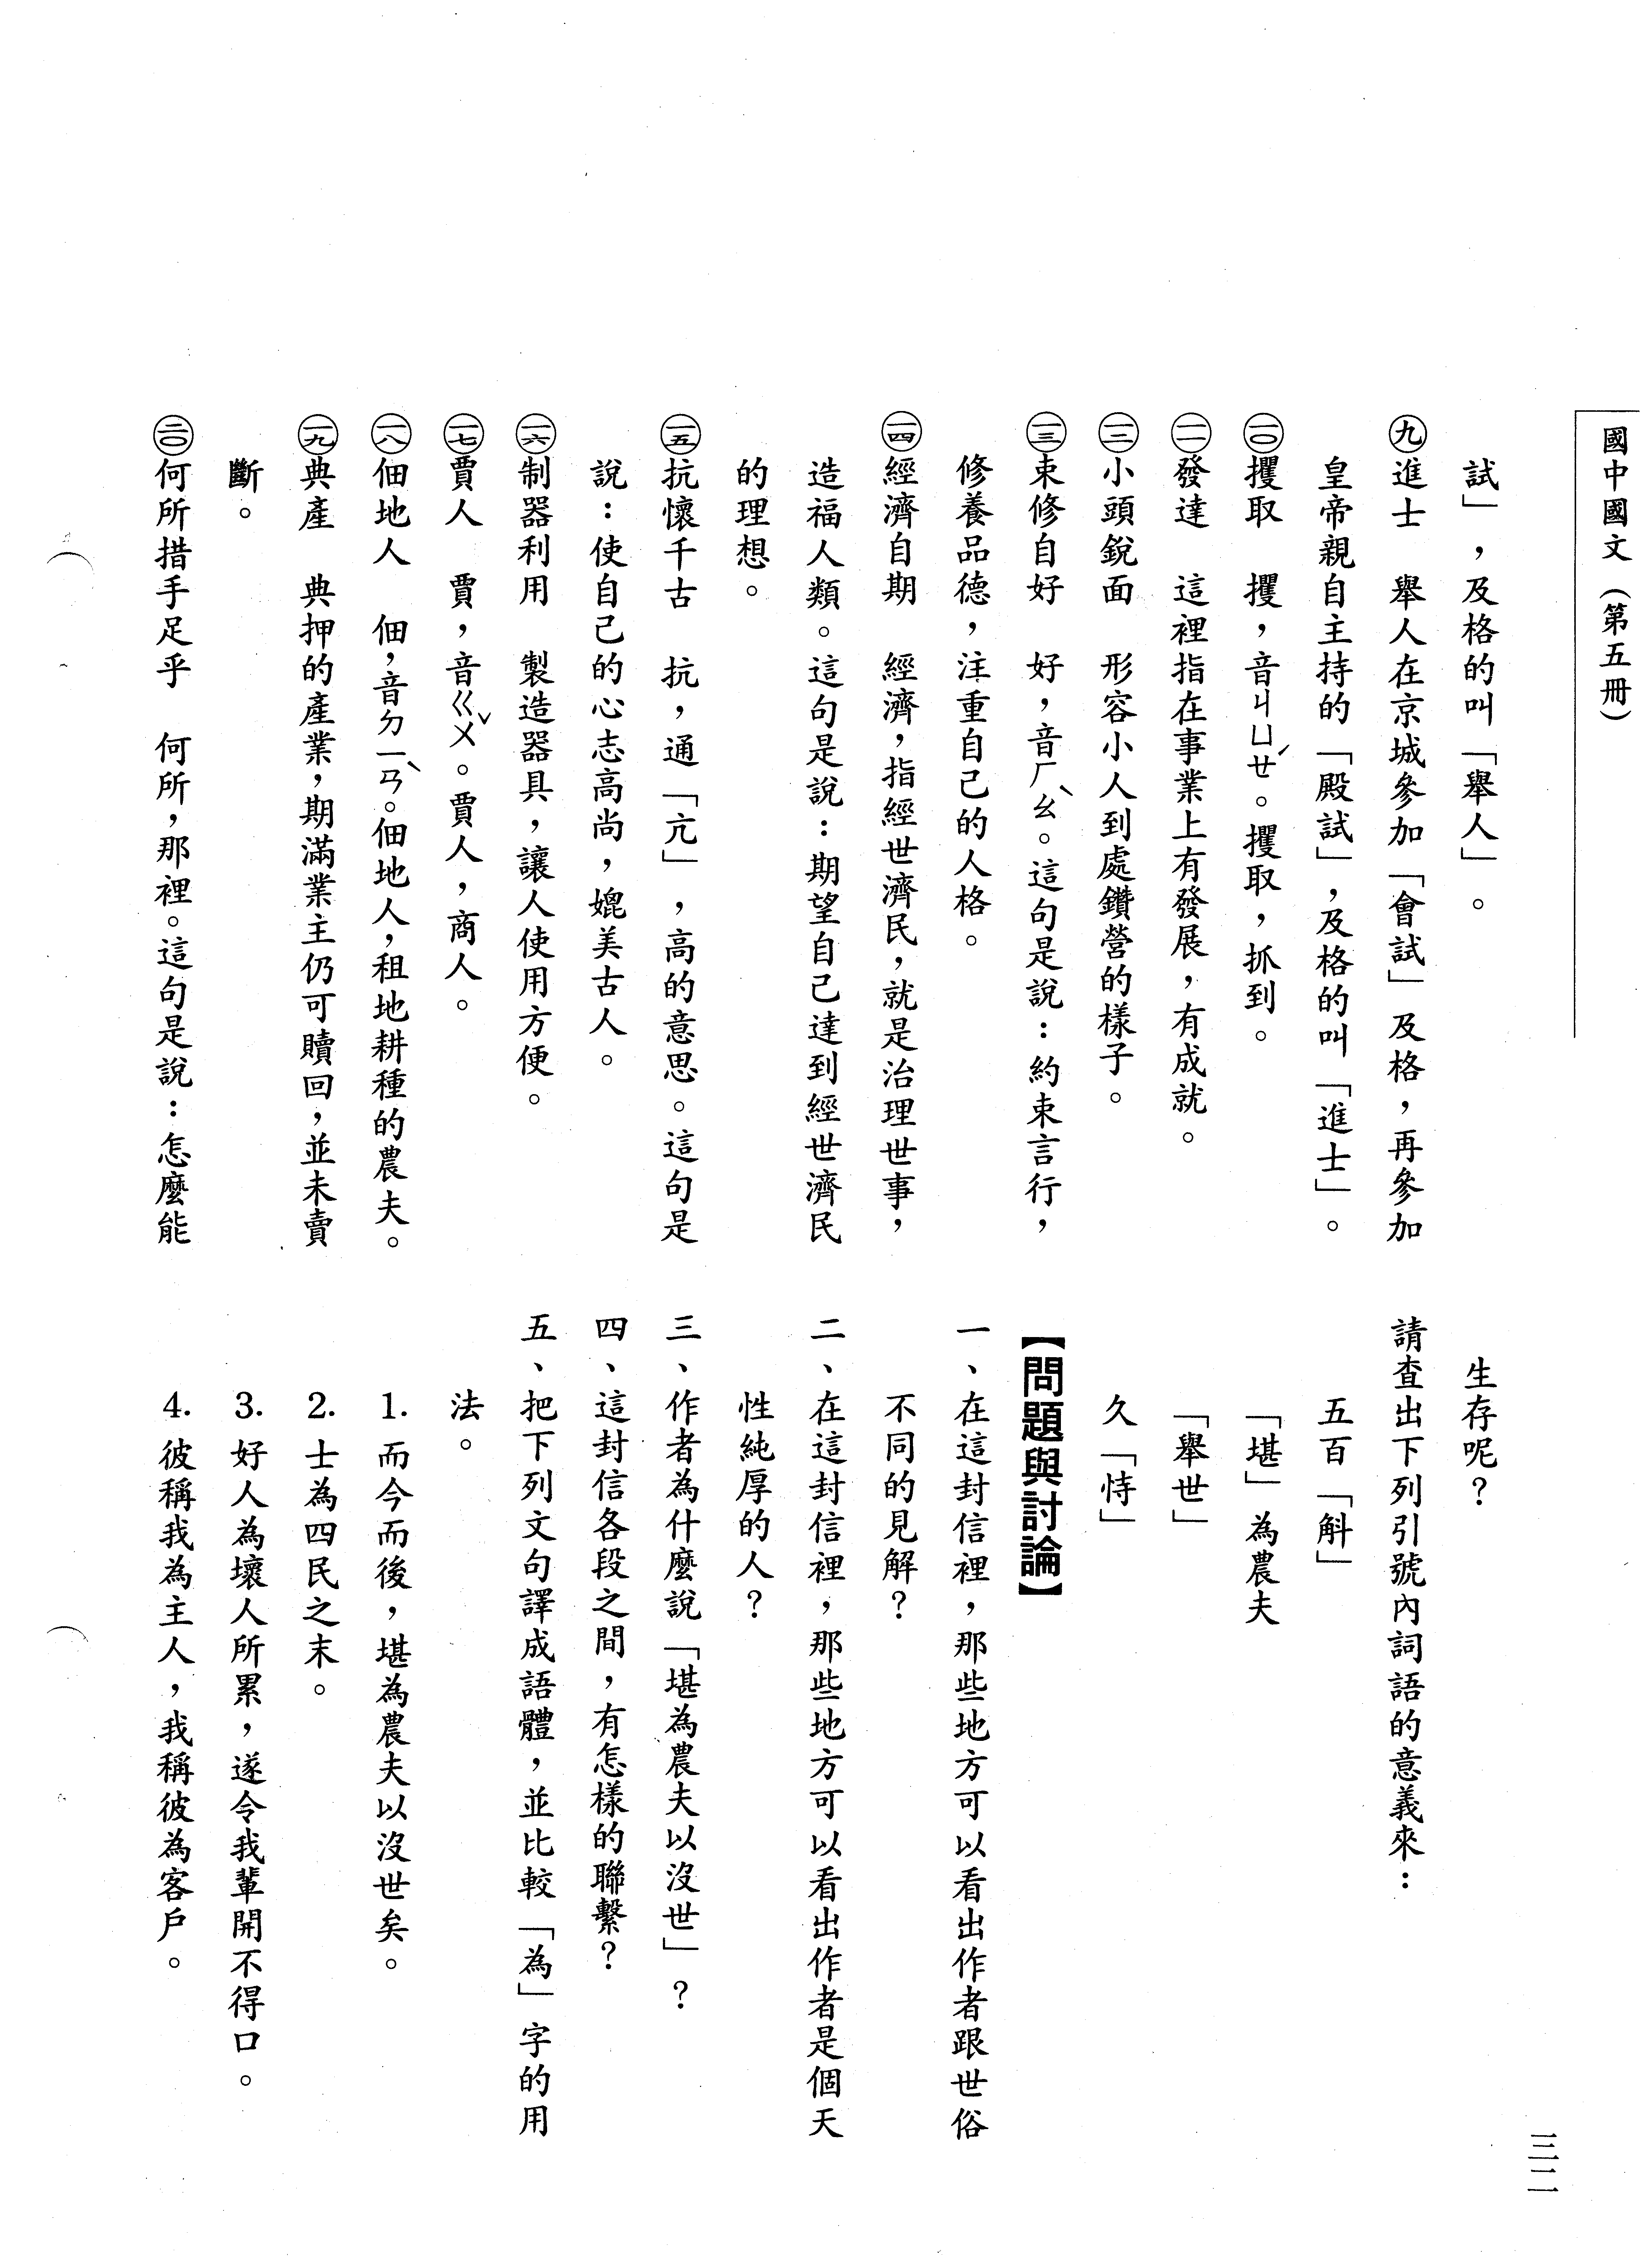 國中國文(第五冊)
試」,及格的叫「舉人」。
㊈進士 舉人在京城參加「會試」及格,再參加
皇帝親自主持的「殿試」,及格的叫「進士」。
㊉攫取 攫,音ㄐㄩㄝˊ。攫取,抓到。
(一一)發達 這裡指在事業上有發展,有成就。
(一二)小頭銳面 形容小人到處鑽營的樣子。
(一三)束修自好 好,音ㄏㄠˋ。這句是說:約束言行,
修養品德,注重自己的人格。
(一四)經濟自期 經濟,指經世濟民,就是治理世事,
造福人類。這句是說:期望自己達到經世濟民
的理想。
(一五)抗懷千古 抗,通「亢」,高的意思。這句是
說:使自己的心志高尚,媲美古人。
(一六)制器利用 製造器具,讓人使用方便。
(一七)賈人 賈,音ㄍㄨˇ。賈人,商人。
(一八)佃地人 佃,音ㄉㄧㄢˋ。佃地人,租地耕種的農夫。
(一九)典產 典押的產業,期滿業主仍可贖回,並未賣
斷。
(二〇)何所措手足乎 何所,那裡。這句是說:怎麼能
生存呢?
請查出下列引號內詞語的意義來:
五百「斛」
「堪」為農夫
「舉世」
久「恃」
【問題與討論】
一、在這封信裡,那些地方可以看出作者跟世俗
不同的見解?
二、在這封信裡,那些地方可以看出作者是個天
性純厚的人?
三、作者為什麼說「堪為農夫以沒世」?
四、這封信各段之間,有怎樣的聯繫?
五、把下列文句譯成語體,並比較「為」字的用
法。
1. 而今而後,堪為農夫以沒世矣。
2. 士為四民之末。
3. 好人為壞人所累,遂令我輩開不得口。
4. 彼稱我為主人,我稱彼為客戶。
三二